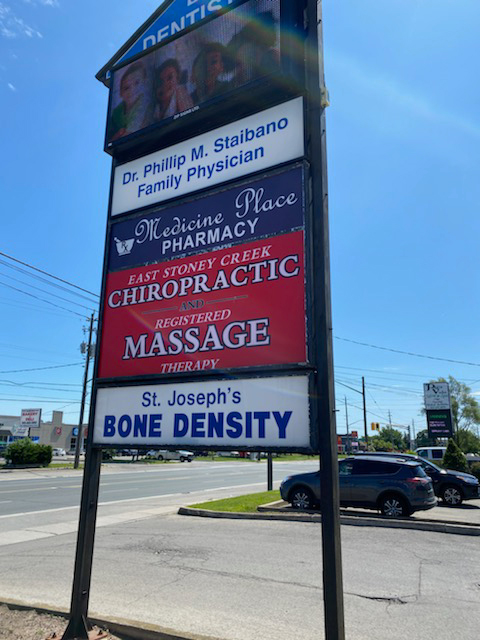 DENTIST
Dr. Phillip M. Staibano
Family Physician
Medicine Place
PHARMACY
EAST STONEY CREEK
CHIROPRACTIC
AND
REGISTERED
MASSAGE
THERAPY
St. Joseph's
BONE DENSITY